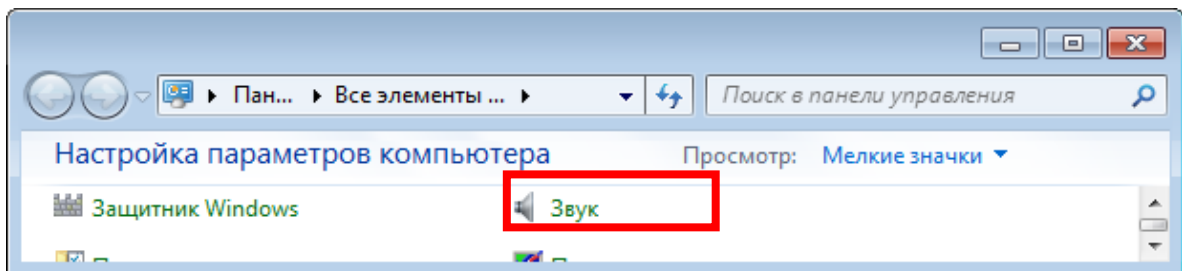 Пан... Все элементы ... Поиск в панели управления
Настройка параметров компьютера Просмотр: Мелкие значки
Защитник Windows Звук